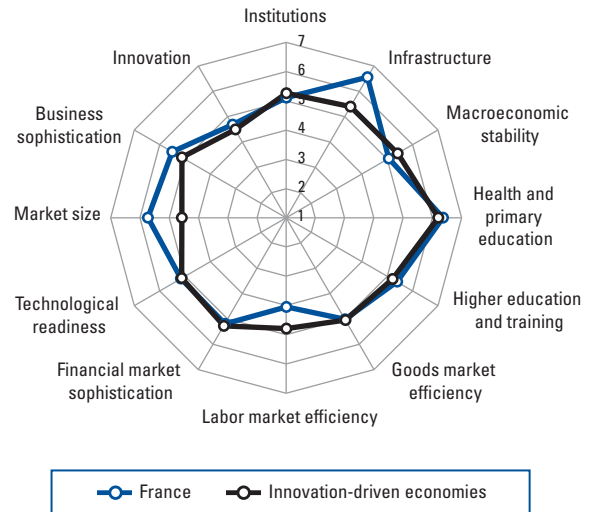 Institutions
7
Innovation
6
Infrastructure
5
Business
sophistication
Macroeconomic
stability
4
3
2
Market size
1
Health and
primary
education
Technological
readiness
Higher education
and training
Financial market
sophistication
Goods market
efficiency
Labor market efficiency
France
Innovation-driven economies